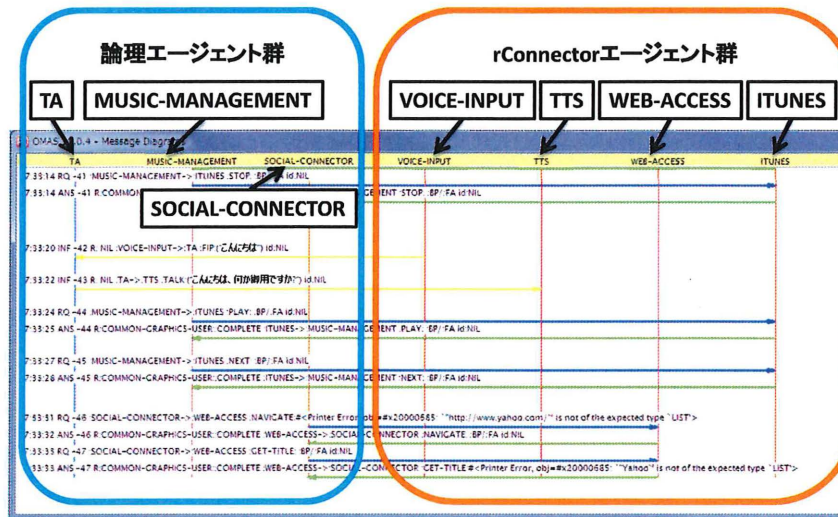 論理エージェント群
rConnectorエージェント群
TA
MUSIC-MANAGEMENT
VOICE-INPUT
TTS
WEB-ACCESS
ITUNES
Message Diagrams
TA
MUSIC-MANAGEMENT
SOCIAL-CONNECTOR
VOICE-INPUT
TTS
WEB-ACCESS
ITUNES
7:33:14 RQ -41 :MUSIC-MANAGEMENT->:ITUNES :STOP: :BP/:FA id:NIL
7:33:14 ANS -41 R:COMMON
EMENT :STOP: :BP/:FA id:NIL
SOCIAL-CONNECTOR
7:33:20 INF -42 R: NIL :VOICE-INPUT->:TA :FIP ("こんにちは") id:NIL
7:33:22 INF -43 R: NIL :TA->:TTS :TALK ("こんにちは、何か御用ですか?") id:NIL
7:33:24 RQ -44 :MUSIC-MANAGEMENT->:ITUNES :PLAY: :BP/:FA id:NIL
7:33:25 ANS -44 R:COMMON-GRAPHICS-USER::COMPLETE :ITUNES->:MUSIC-MANAGEMENT :PLAY: :BP/:FA id:NIL
7:33:27 RQ -45 :MUSIC-MANAGEMENT->:ITUNES :NEXT: :BP/:FA id:NIL
7:33:28 ANS -45 R:COMMON-GRAPHICS-USER::COMPLETE :ITUNES->:MUSIC-MANAGEMENT :NEXT: :BP/:FA id:NIL
7:33:31 RQ -46 :SOCIAL-CONNECTOR->:WEB-ACCESS :NAVIGATE:#<Printer Error, obj=#x20000685: `"http://www.yahoo.com/"' is not of the expected type `LIST'>
7:33:32 ANS -46 R:COMMON-GRAPHICS-USER::COMPLETE :WEB-ACCESS->:SOCIAL-CONNECTOR :NAVIGATE: :BP/:FA id:NIL
7:33:33 RQ -47 :SOCIAL-CONNECTOR->:WEB-ACCESS :GET-TITLE: :BP/:FA id:NIL
7:33:33 ANS -47 R:COMMON-GRAPHICS-USER::COMPLETE :WEB-ACCESS->:SOCIAL-CONNECTOR :GET-TITLE:#<Printer Error, obj=#x20000685: `"Yahoo"' is not of the expected type `LIST'>